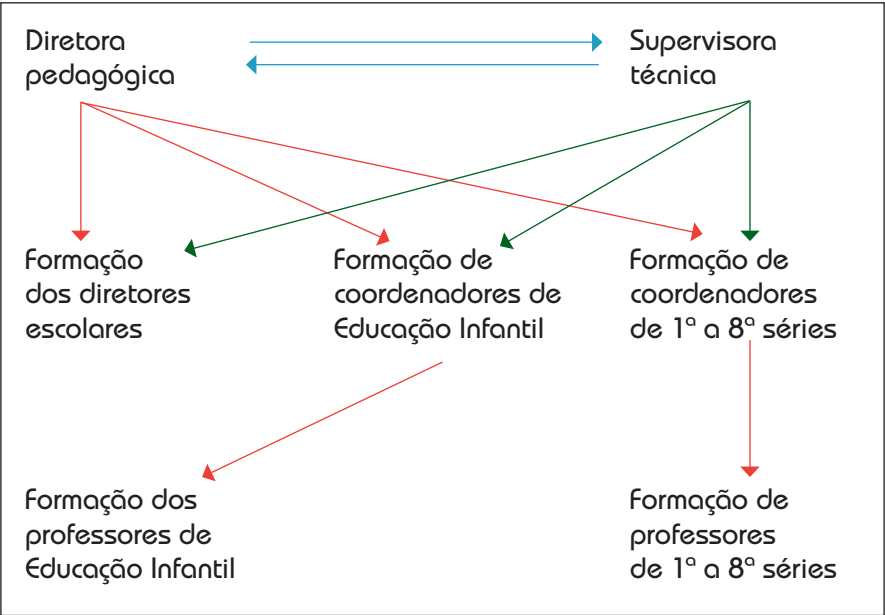 Diretora
pedagógica
Supervisora
técnica
Formação
dos diretores
escolares
Formação de
coordenadores de
Educação Infantil
Formação de
coordenadores
de 1ª a 8ª séries
Formação dos
professores de
Educação Infantil
Formação de
professores
de 1ª a 8ª séries